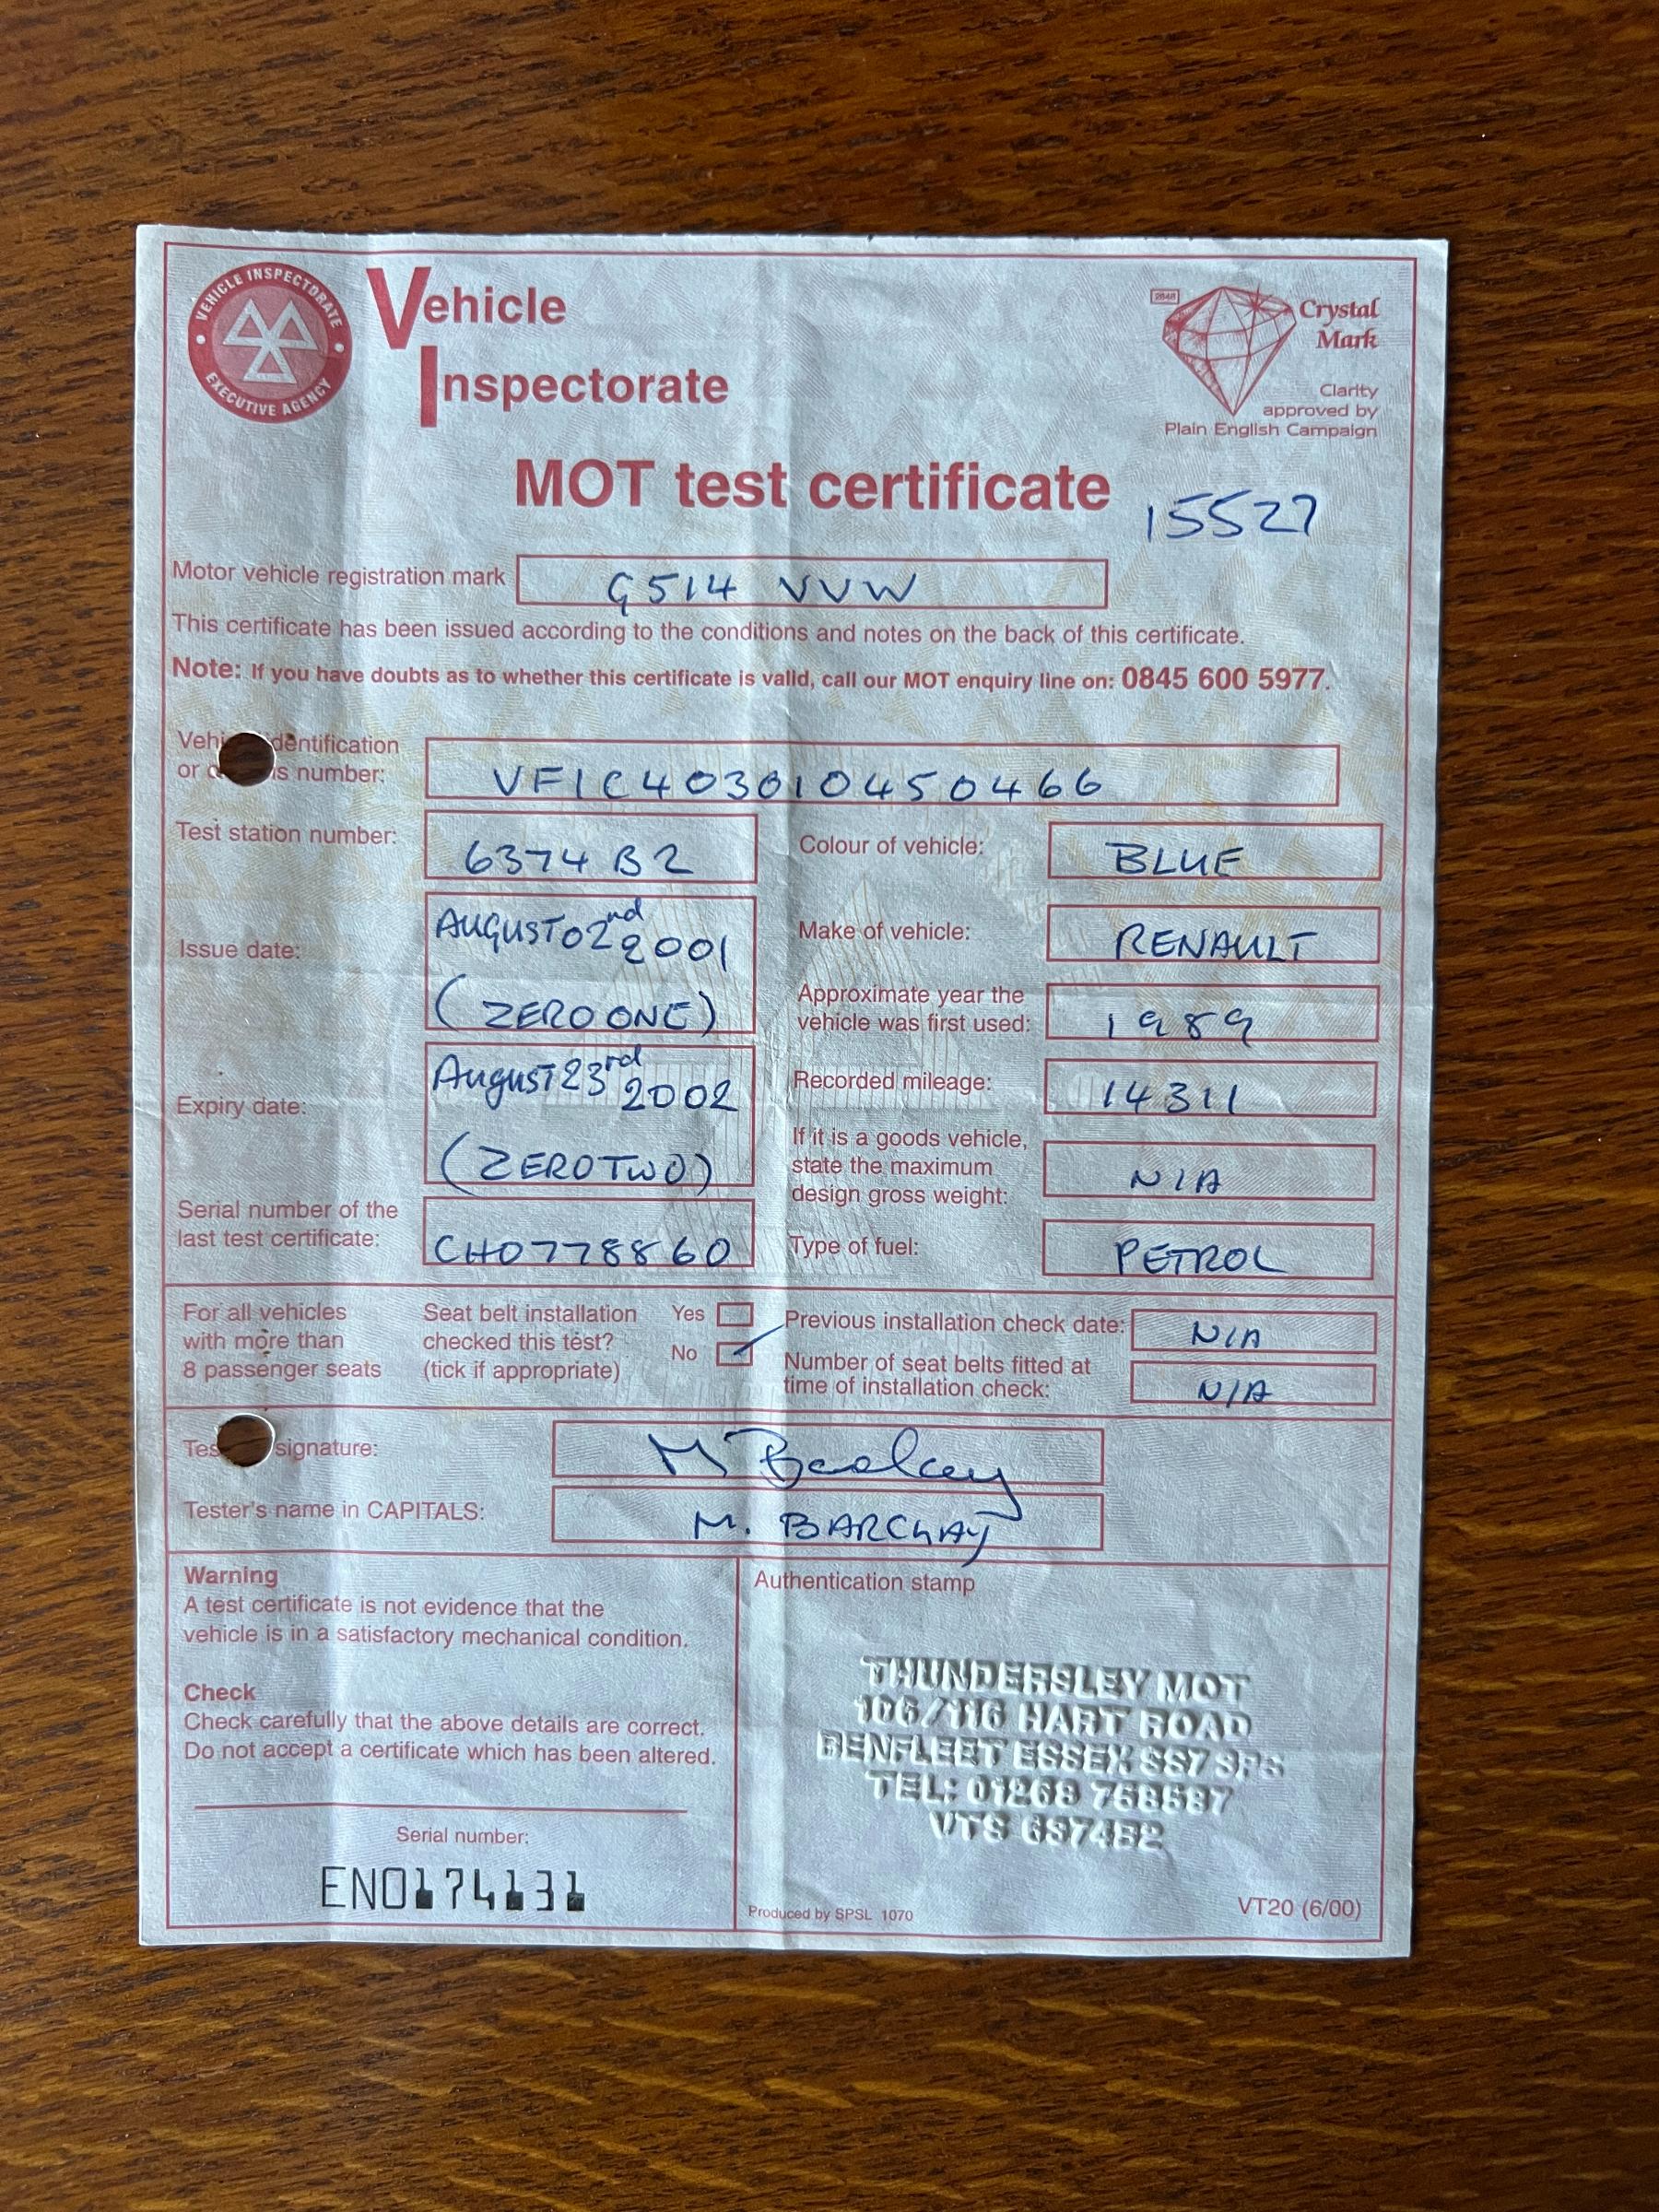 VEHICLE INSPECTORATE
EXECUTIVE AGENCY
Vehicle
Inspectorate
2848
Crystal
Mark
Clarity
approved by
Plain English Campaign
MOT test certificate
15527
Motor vehicle registration mark G514 VVW
This certificate has been issued according to the conditions and notes on the back of this certificate.
Note: If you have doubts as to whether this certificate is valid, call our MOT enquiry line on: 0845 600 5977.
identification
or number: VF1C4030104504 66
Test station number: 6374 B2
Colour of vehicle: BLUE
Issue date: AUGUST 02nd 2001
(ZERO ONE)
Make of vehicle: RENAULT
Approximate year the
vehicle was first used: 1989
Expiry date: August 23rd 2002
(ZERO TWO)
Recorded mileage: 14311
If it is a goods vehicle,
state the maximum
design gross weight: N/A
Serial number of the
last test certificate: CH0778860
Type of fuel: PETROL
For all vehicles
with more than
8 passenger seats
Seat belt installation
checked this test?
(tick if appropriate)
Yes
No
Previous installation check date: N/A
Number of seat belts fitted at
time of installation check: N/A
signature: M Barclay
Tester's name in CAPITALS: M. BARCLAY
Warning
A test certificate is not evidence that the
vehicle is in a satisfactory mechanical condition.
Check
Check carefully that the above details are correct.
Do not accept a certificate which has been altered.
Serial number:
EN0174131
Authentication stamp
THUNDERSLEY MOT
106/116 HART ROAD
BENFLEET ESSEX SS7
TEL: 01268
VTS 6374B2
Produced by SPSL 1070
VT20 (6/00)